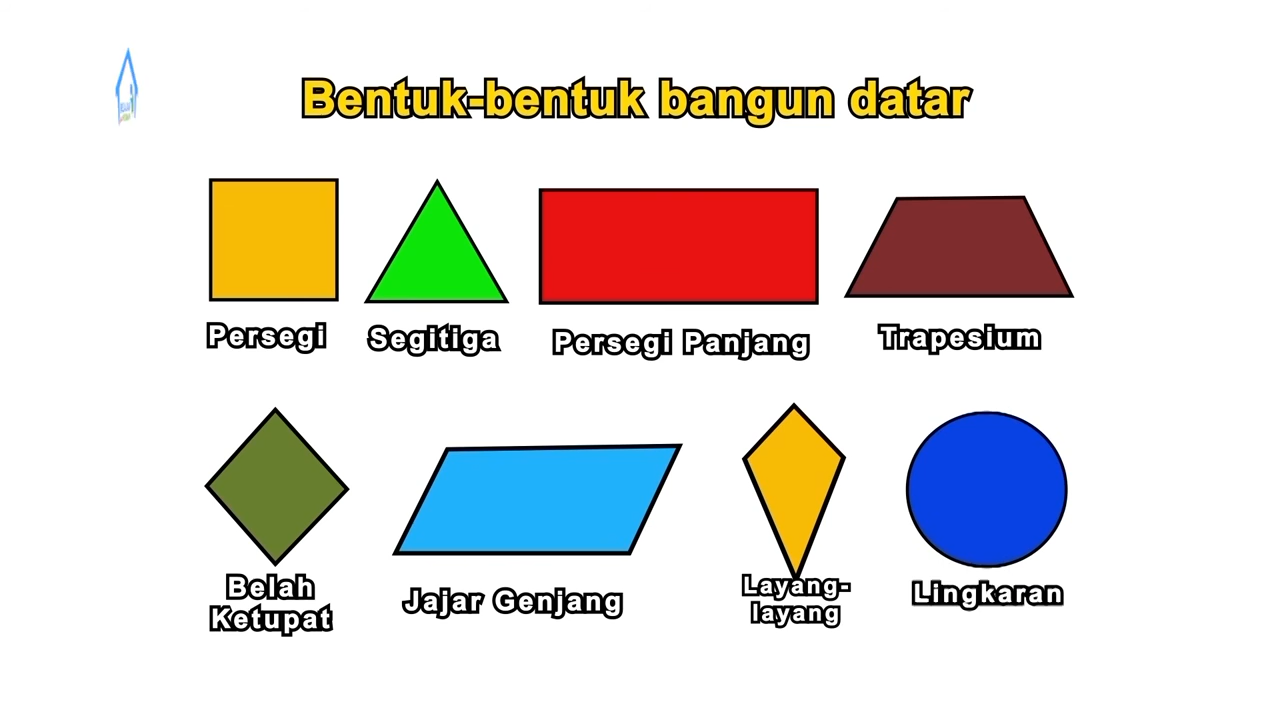 Bentuk-bentuk bangun datar
Persegi
Segitiga
Persegi Panjang
Trapesium
Belah
Ketupat
Jajar Genjang
Layang-
layang
Lingkaran